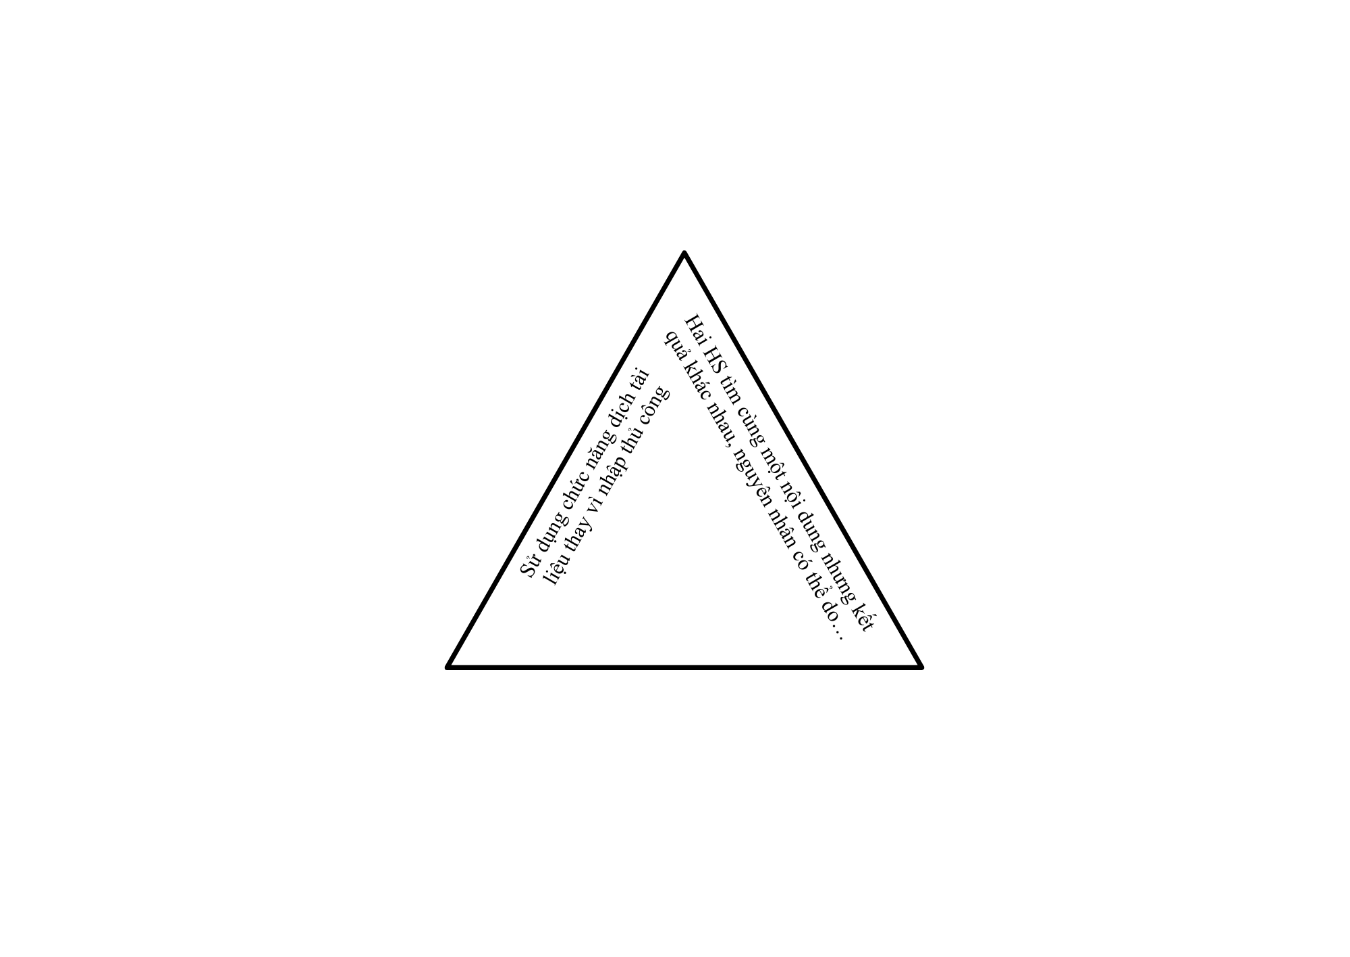 Sử dụng chức năng dịch tài
liệu thay vì nhập thủ công
Hai HS tìm cùng một nội dung nhưng kết
quả khác nhau, nguyên nhân có thể do…